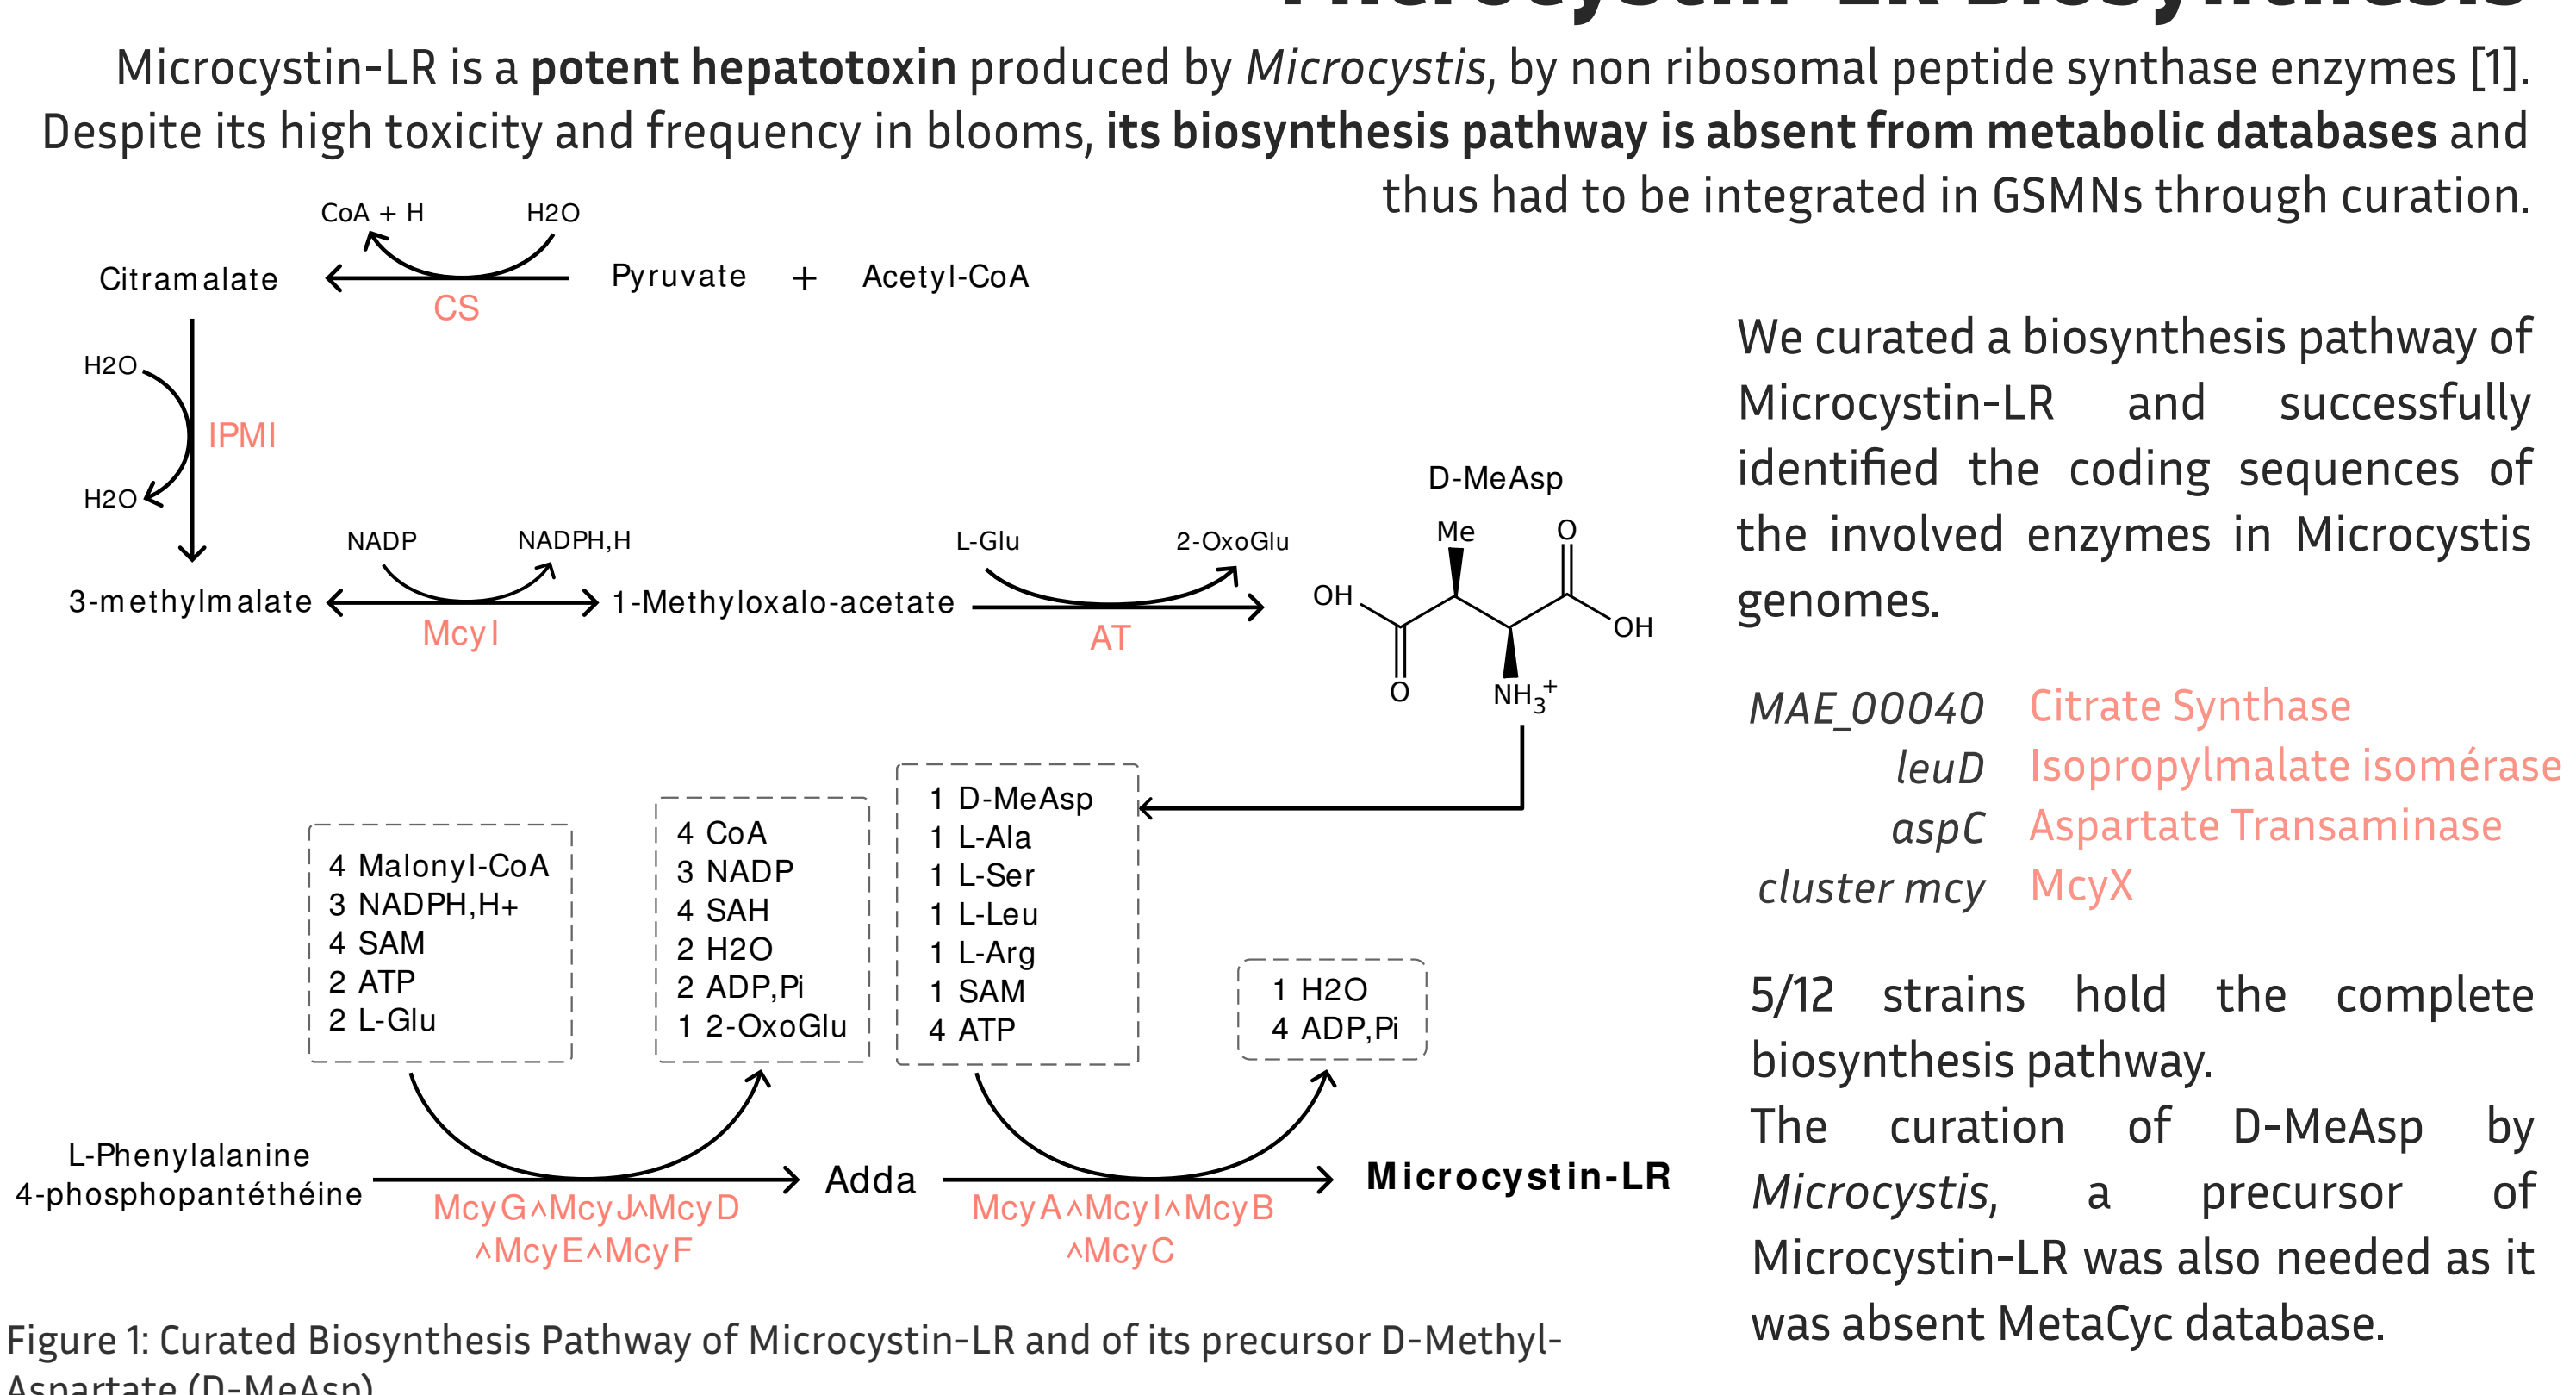 Microcystin-LR Biosynthesis
Microcystin-LR is a potent hepatotoxin produced by Microcystis, by non ribosomal peptide synthase enzymes [1].
Despite its high toxicity and frequency in blooms, its biosynthesis pathway is absent from metabolic databases and
thus had to be integrated in GSMNs through curation.
CoA + H
H2O
Citramalate
CS
Pyruvate + Acetyl-CoA
H2O
IPMI
H2O
3-methylmalate
NADP
NADPH,H
McyI
1-Methyloxalo-acetate
L-Glu
2-OxoGlu
AT
D-MeAsp
Me
O
OH
OH
O
NH3+
4 Malonyl-CoA
3 NADPH,H+
4 SAM
2 ATP
2 L-Glu
4 CoA
3 NADP
4 SAH
2 H2O
2 ADP,Pi
1 2-OxoGlu
1 D-MeAsp
1 L-Ala
1 L-Ser
1 L-Leu
1 L-Arg
1 SAM
4 ATP
1 H2O
4 ADP,Pi
L-Phenylalanine
4-phosphopantéthéine
McyG^McyJ^McyD
^McyE^McyF
Adda
McyA^McyI^McyB
^McyC
Microcystin-LR
Figure 1: Curated Biosynthesis Pathway of Microcystin-LR and of its precursor D-Methyl-
Aspartate (D-MeAsp)
We curated a biosynthesis pathway of
Microcystin-LR and successfully
identified the coding sequences of
the involved enzymes in Microcystis
genomes.
MAE_00040 Citrate Synthase
leuD Isopropylmalate isomérase
aspC Aspartate Transaminase
cluster mcy McyX
5/12 strains hold the complete
biosynthesis pathway.
The curation of D-MeAsp by
Microcystis, a precursor of
Microcystin-LR was also needed as it
was absent MetaCyc database.